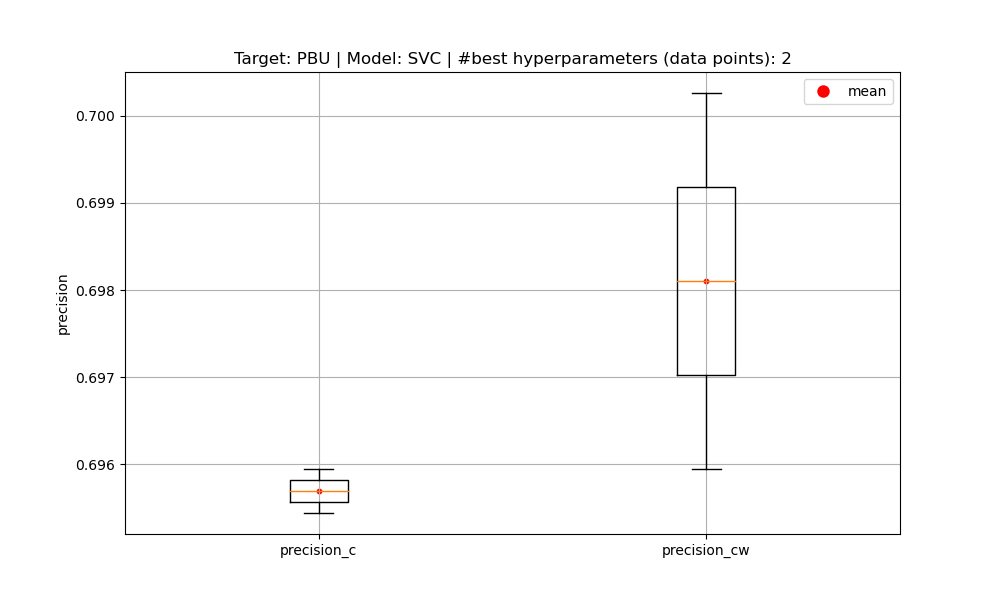 Target: PBU | Model: SVC | #best hyperparameters (data points): 2
mean
0.700
0.699
0.698
0.697
0.696
precision
precision_c
precision_cw